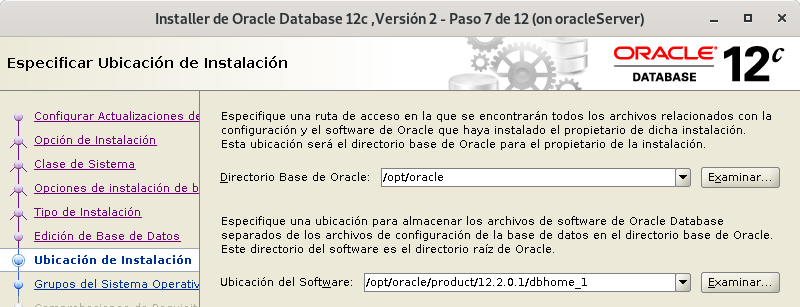 Installer de Oracle Database 12c ,Versión 2 - Paso 7 de 12 (on oracleServer)
Especificar Ubicación de Instalación
ORACLE
DATABASE
12c
Configurar Actualizaciones de
Opción de Instalación
Clase de Sistema
Opciones de instalación de b
Tipo de Instalación
Edición de Base de Datos
Ubicación de Instalación
Grupos del Sistema Operativ
Especifique una ruta de acceso en la que se encontrarán todos los archivos relacionados con la
configuración y el software de Oracle que haya instalado el propietario de dicha instalación.
Esta ubicación será el directorio base de Oracle para el propietario de la instalación.
Directorio Base de Oracle: /opt/oracle Examinar...
Especifique una ubicación para almacenar los archivos de software de Oracle Database
separados de los archivos de configuración de la base de datos en el directorio base de Oracle.
Este directorio del software es el directorio raíz de Oracle.
Ubicación del Software: /opt/oracle/product/12.2.0.1/dbhome_1 Examinar...